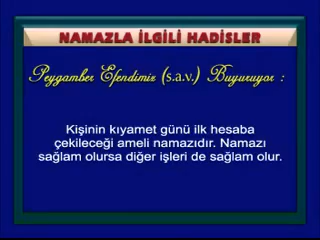 NAMAZLA İLGİLİ HADİSLER
Peygamber Efendimiz (s.a.v.) Buyuruyor :
Kişinin kıyamet günü ilk hesaba
çekileceği ameli namazıdır. Namazı
sağlam olursa diğer işleri de sağlam olur.